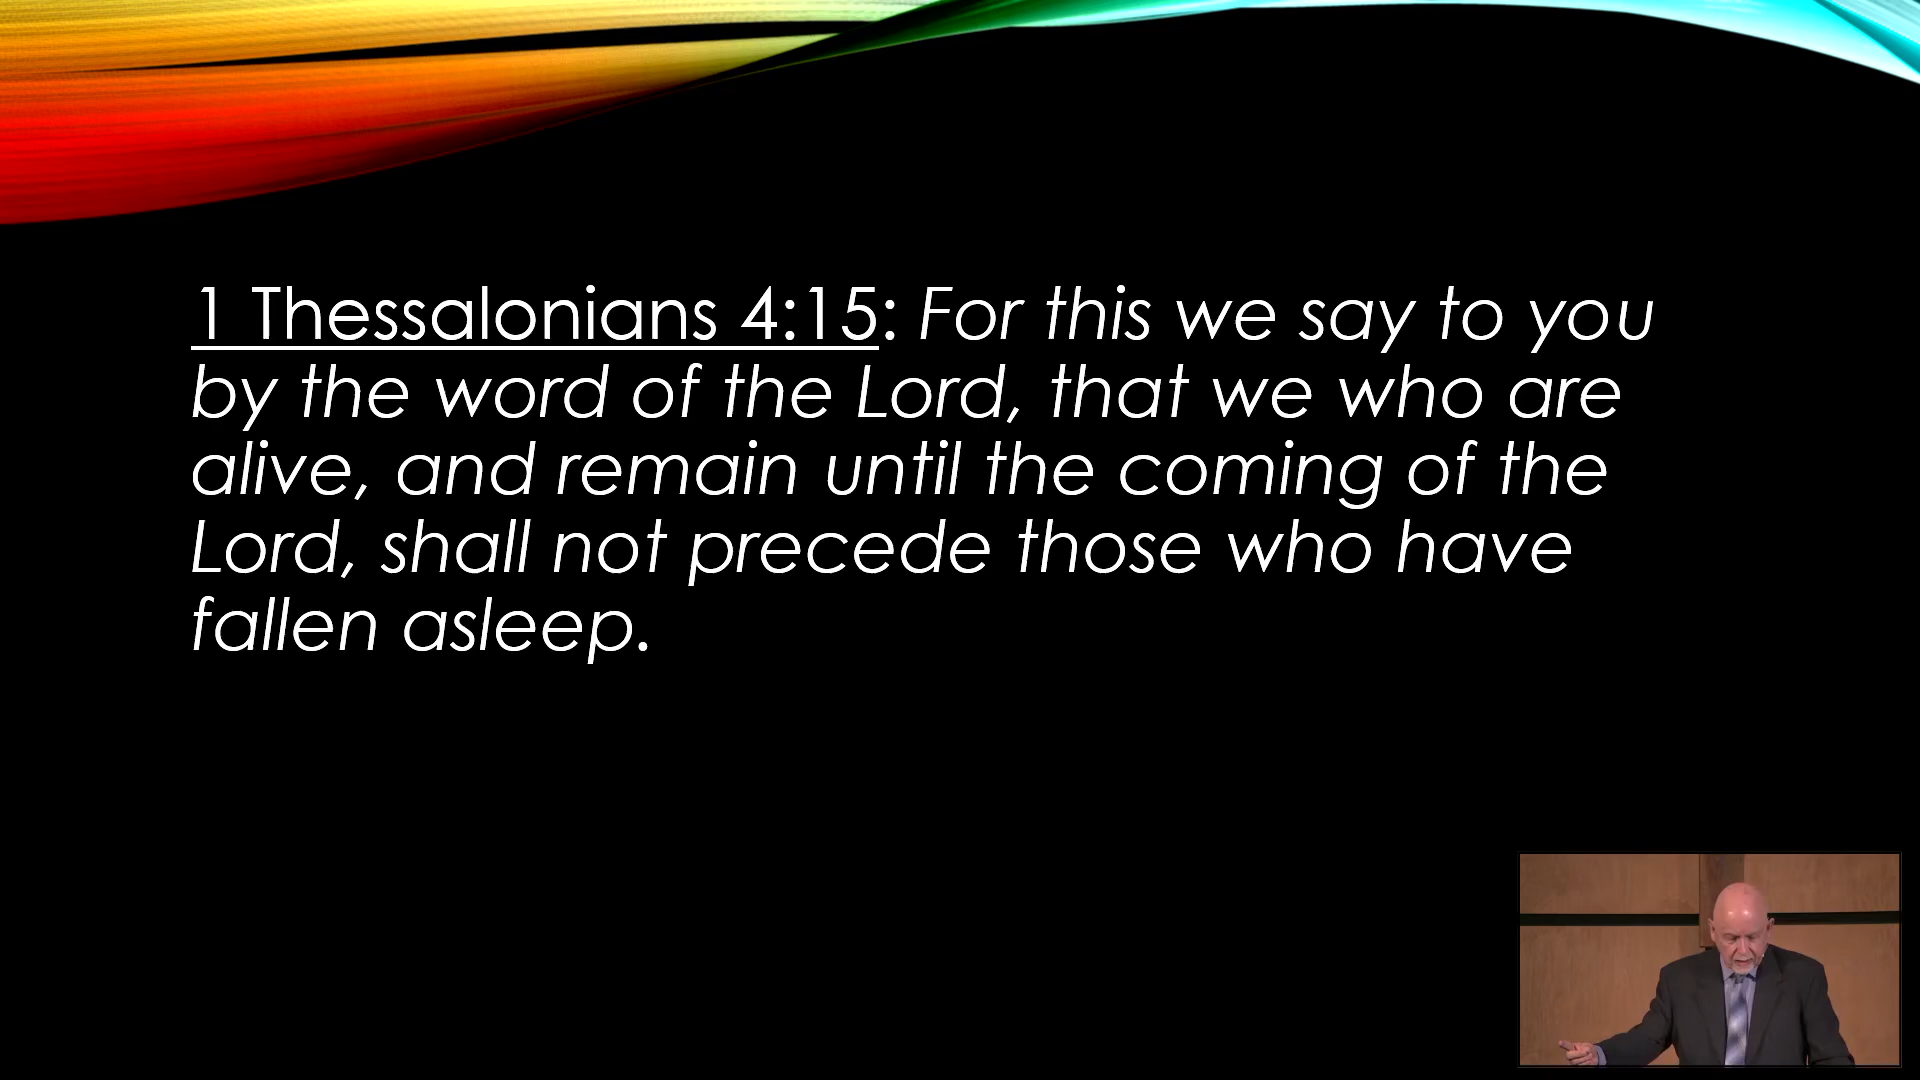 1 Thessalonians 4:15: For this we say to you
by the word of the Lord, that we who are
alive, and remain until the coming of the
Lord, shall not precede those who have
fallen asleep.